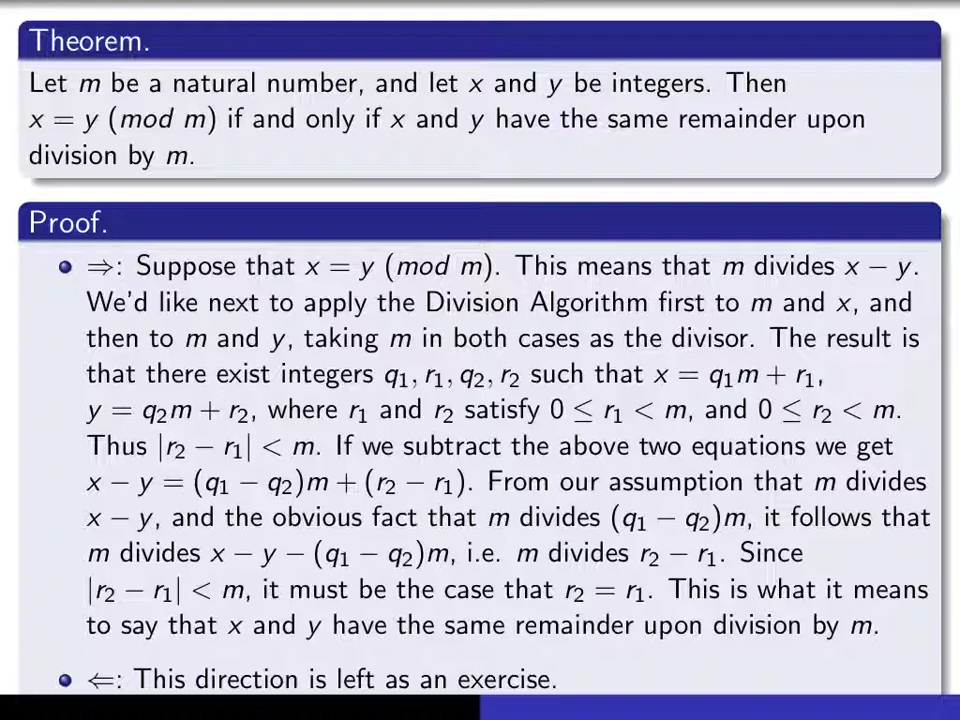 Theorem.
Let m be a natural number, and let x and y be integers. Then
x = y (mod m) if and only if x and y have the same remainder upon
division by m.
Proof.
⇒: Suppose that x = y (mod m). This means that m divides x − y.
We'd like next to apply the Division Algorithm first to m and x, and
then to m and y, taking m in both cases as the divisor. The result is
that there exist integers q₁, r₁, q₂, r₂ such that x = q₁m + r₁,
y = q₂m + r₂, where r₁ and r₂ satisfy 0 ≤ r₁ < m, and 0 ≤ r₂ < m.
Thus |r₂ − r₁| < m. If we subtract the above two equations we get
x − y = (q₁ − q₂)m + (r₂ − r₁). From our assumption that m divides
x − y, and the obvious fact that m divides (q₁ − q₂)m, it follows that
m divides x − y − (q₁ − q₂)m, i.e. m divides r₂ − r₁. Since
|r₂ − r₁| < m, it must be the case that r₂ = r₁. This is what it means
to say that x and y have the same remainder upon division by m.
⇐: This direction is left as an exercise.